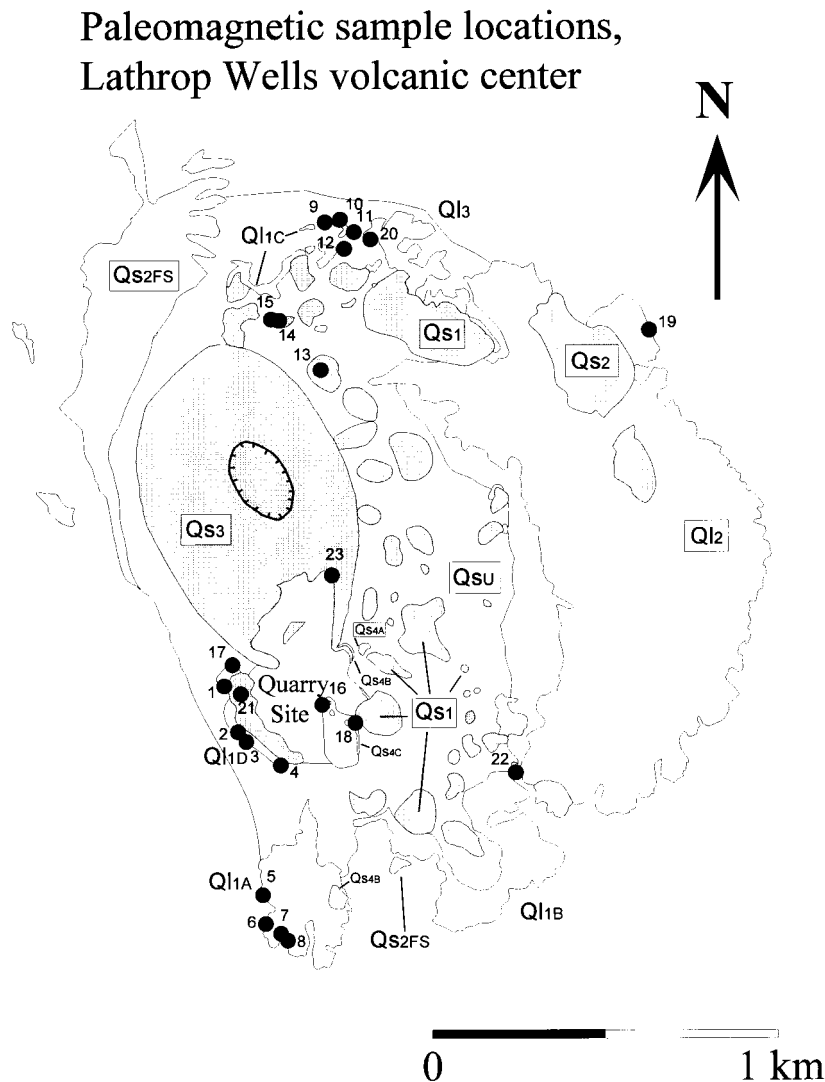 Paleomagnetic sample locations,
Lathrop Wells volcanic center
N
10
9
11
Ql3
Ql1C
12
20
Qs2FS
15
14
Qs1
19
Qs2
13
Qs3
Ql2
23
QsU
Qs4A
17
Qs4B
1
Quarry
16
21
Site
Qs1
2
18
Qs4C
3
Ql1D
4
22
5
Ql1A
Qs4B
6
7
8
Ql1B
Qs2FS
0
1 km